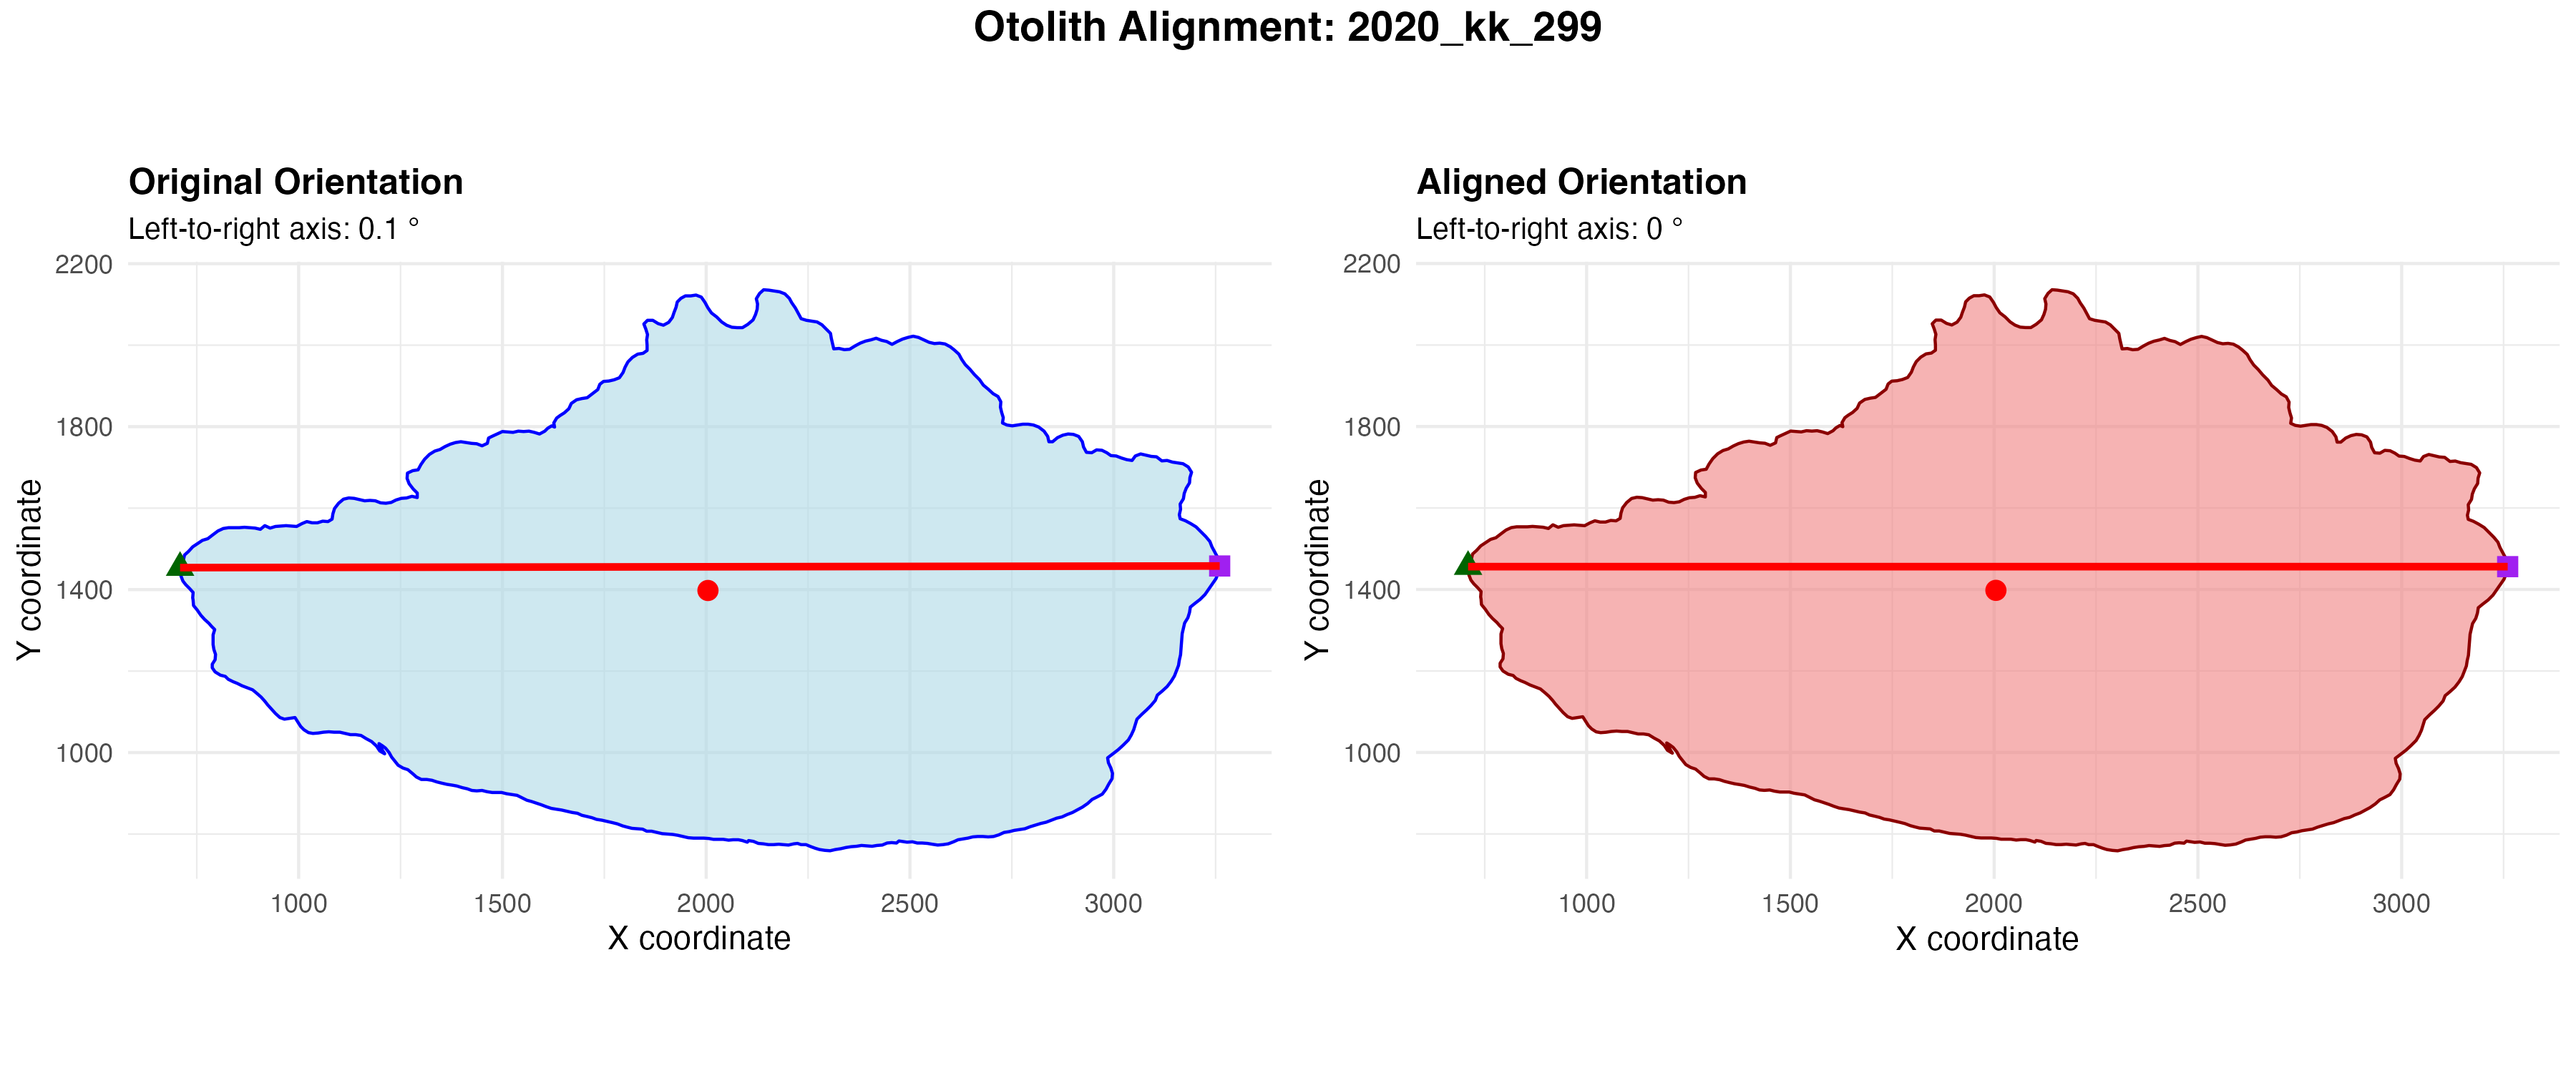 Otolith Alignment: 2020_kk_299
Original Orientation
Left-to-right axis: 0.1 °
2200
1800
1400
1000
Y coordinate
1000 1500 2000 2500 3000
X coordinate
Aligned Orientation
Left-to-right axis: 0 °
2200
1800
1400
1000
Y coordinate
1000 1500 2000 2500 3000
X coordinate